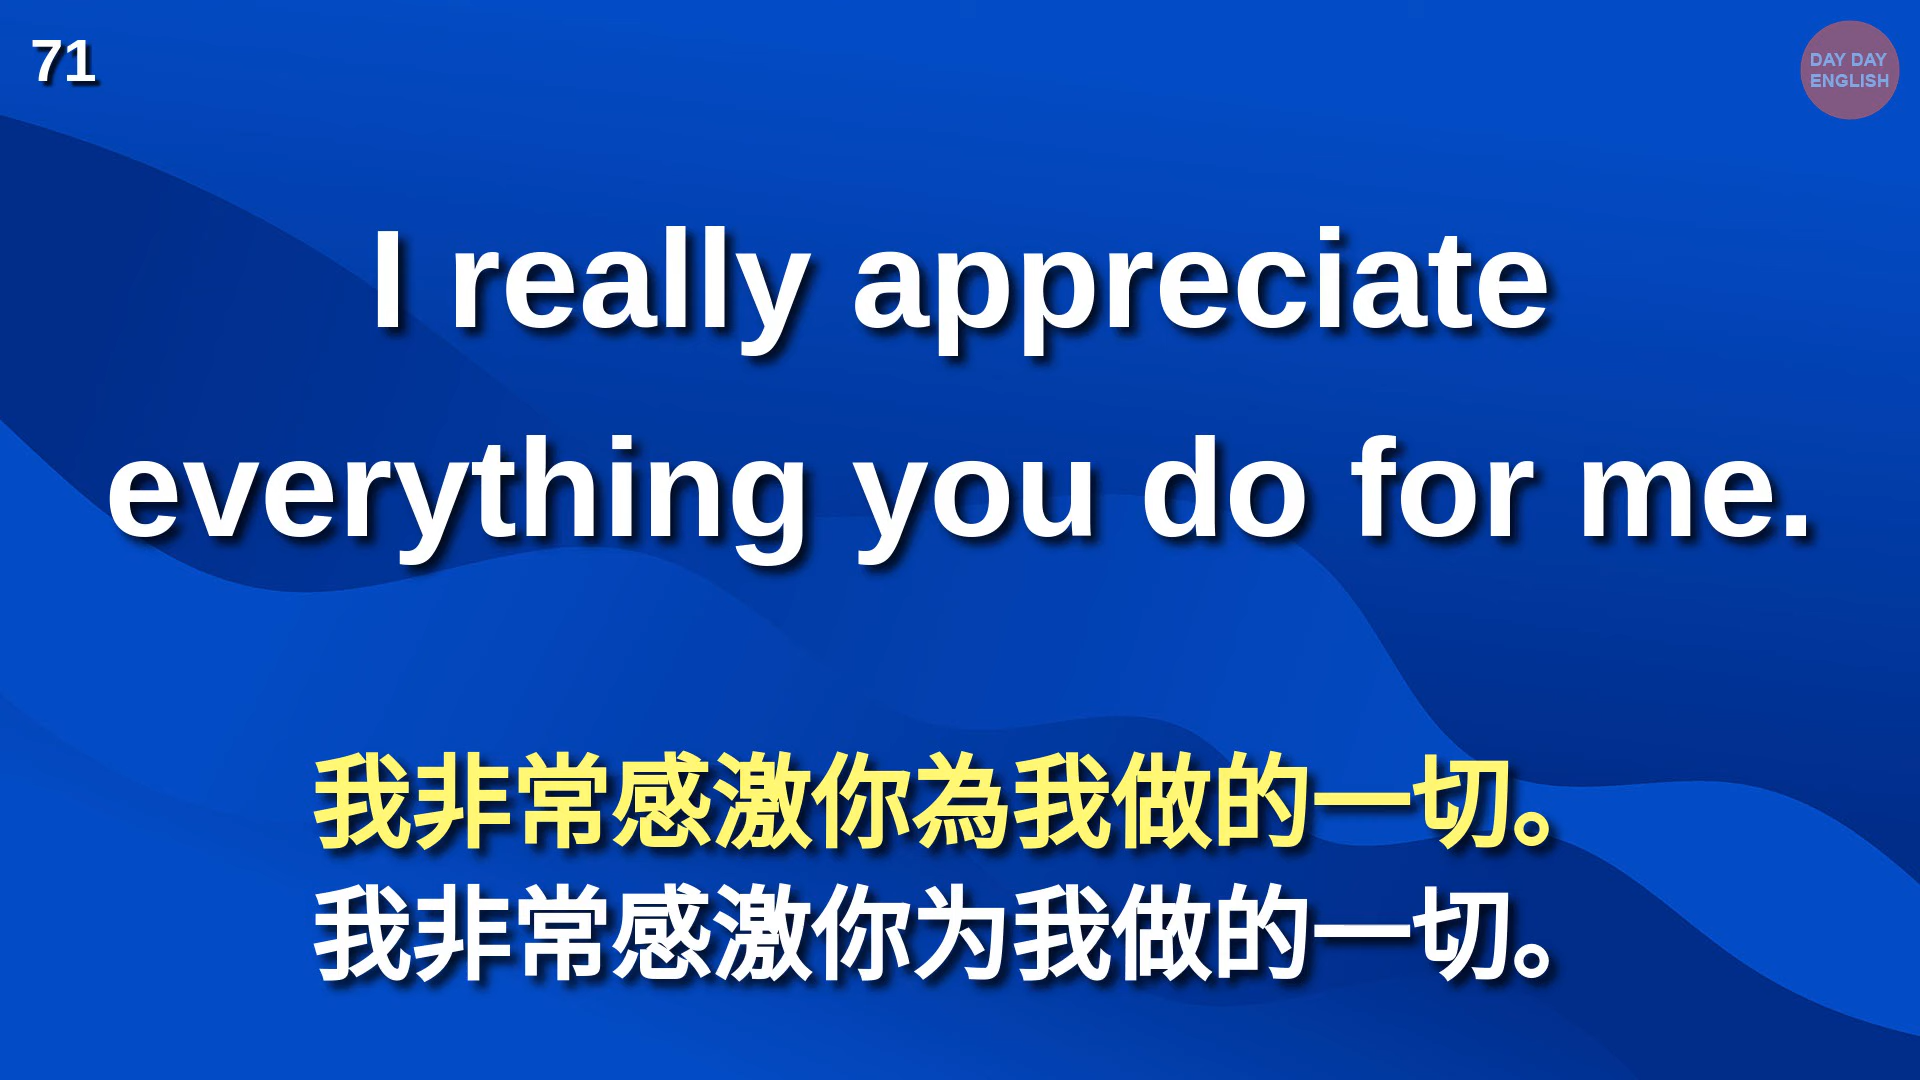 71
DAY DAY
ENGLISH
I really appreciate
everything you do for me.
我非常感激你為我做的一切。
我非常感激你为我做的一切。